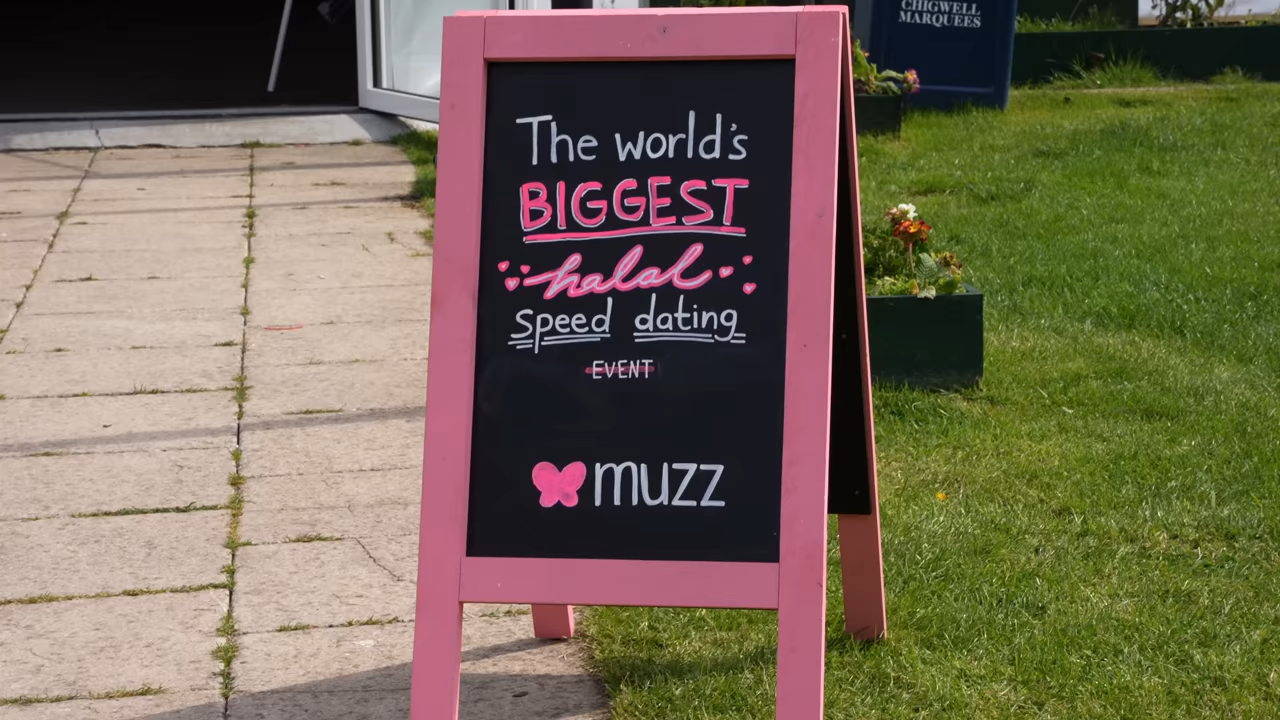 CHIGWELL
MARQUEES
The world's
BIGGEST
halal
speed dating
EVENT
muzz